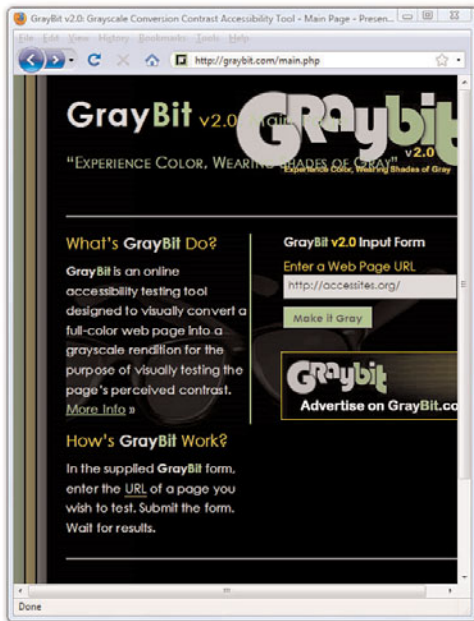 GrayBit v2.0: Grayscale Conversion Contrast Accessibility Tool - Main Page - Presen...
File Edit View History Bookmarks Tools Help
http://graybit.com/main.php
GrayBit v2.0 Main
Graybit
v2.0
Experience Color, Wearing Shades of Gray
“EXPERIENCE COLOR, WEARING SHADES OF GRAY”
What's GrayBit Do?
GrayBit is an online
accessibility testing tool
designed to visually convert a
full-color web page into a
grayscale rendition for the
purpose of visually testing the
page's perceived contrast.
More Info »
How's GrayBit Work?
In the supplied GrayBit form,
enter the URL of a page you
wish to test. Submit the form.
Wait for results.
GrayBit v2.0 Input Form
Enter a Web Page URL
http://accessites.org/
Make it Gray
Graybit
Advertise on GrayBit.co
Done